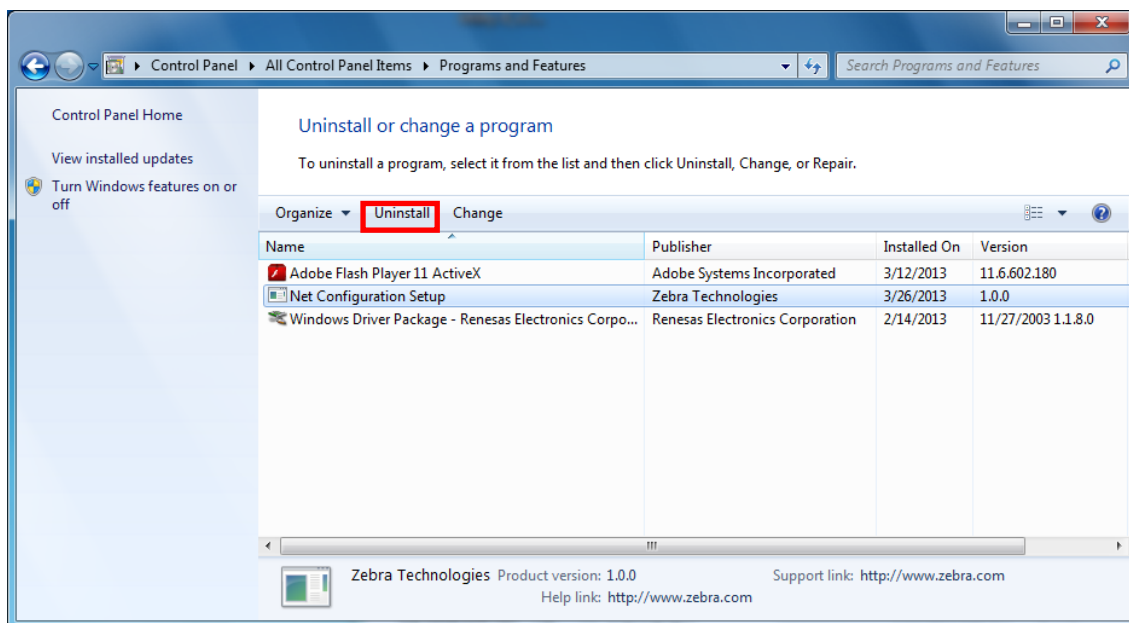 Control Panel All Control Panel Items Programs and Features Search Programs and Features
Control Panel Home
View installed updates
Turn Windows features on or
off
Uninstall or change a program
To uninstall a program, select it from the list and then click Uninstall, Change, or Repair.
Organize Uninstall Change
Name Publisher Installed On Version
Adobe Flash Player 11 ActiveX Adobe Systems Incorporated 3/12/2013 11.6.602.180
Net Configuration Setup Zebra Technologies 3/26/2013 1.0.0
Windows Driver Package - Renesas Electronics Corpo... Renesas Electronics Corporation 2/14/2013 11/27/2003 1.1.8.0
Zebra Technologies Product version: 1.0.0 Support link: http://www.zebra.com
Help link: http://www.zebra.com